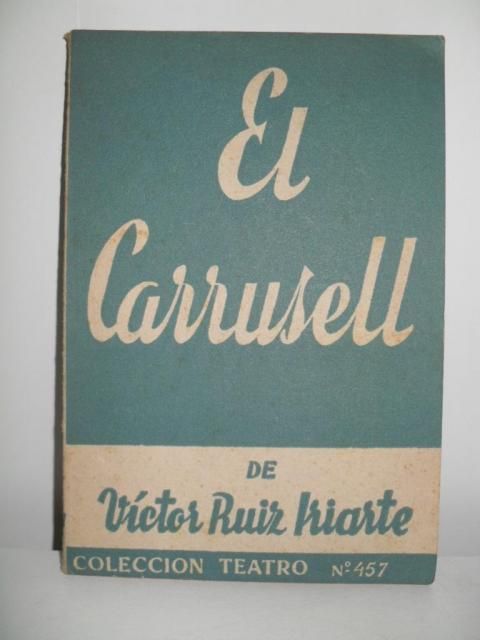 El
Carrusell
DE
Víctor Ruiz Iriarte
COLECCION TEATRO Nº 457